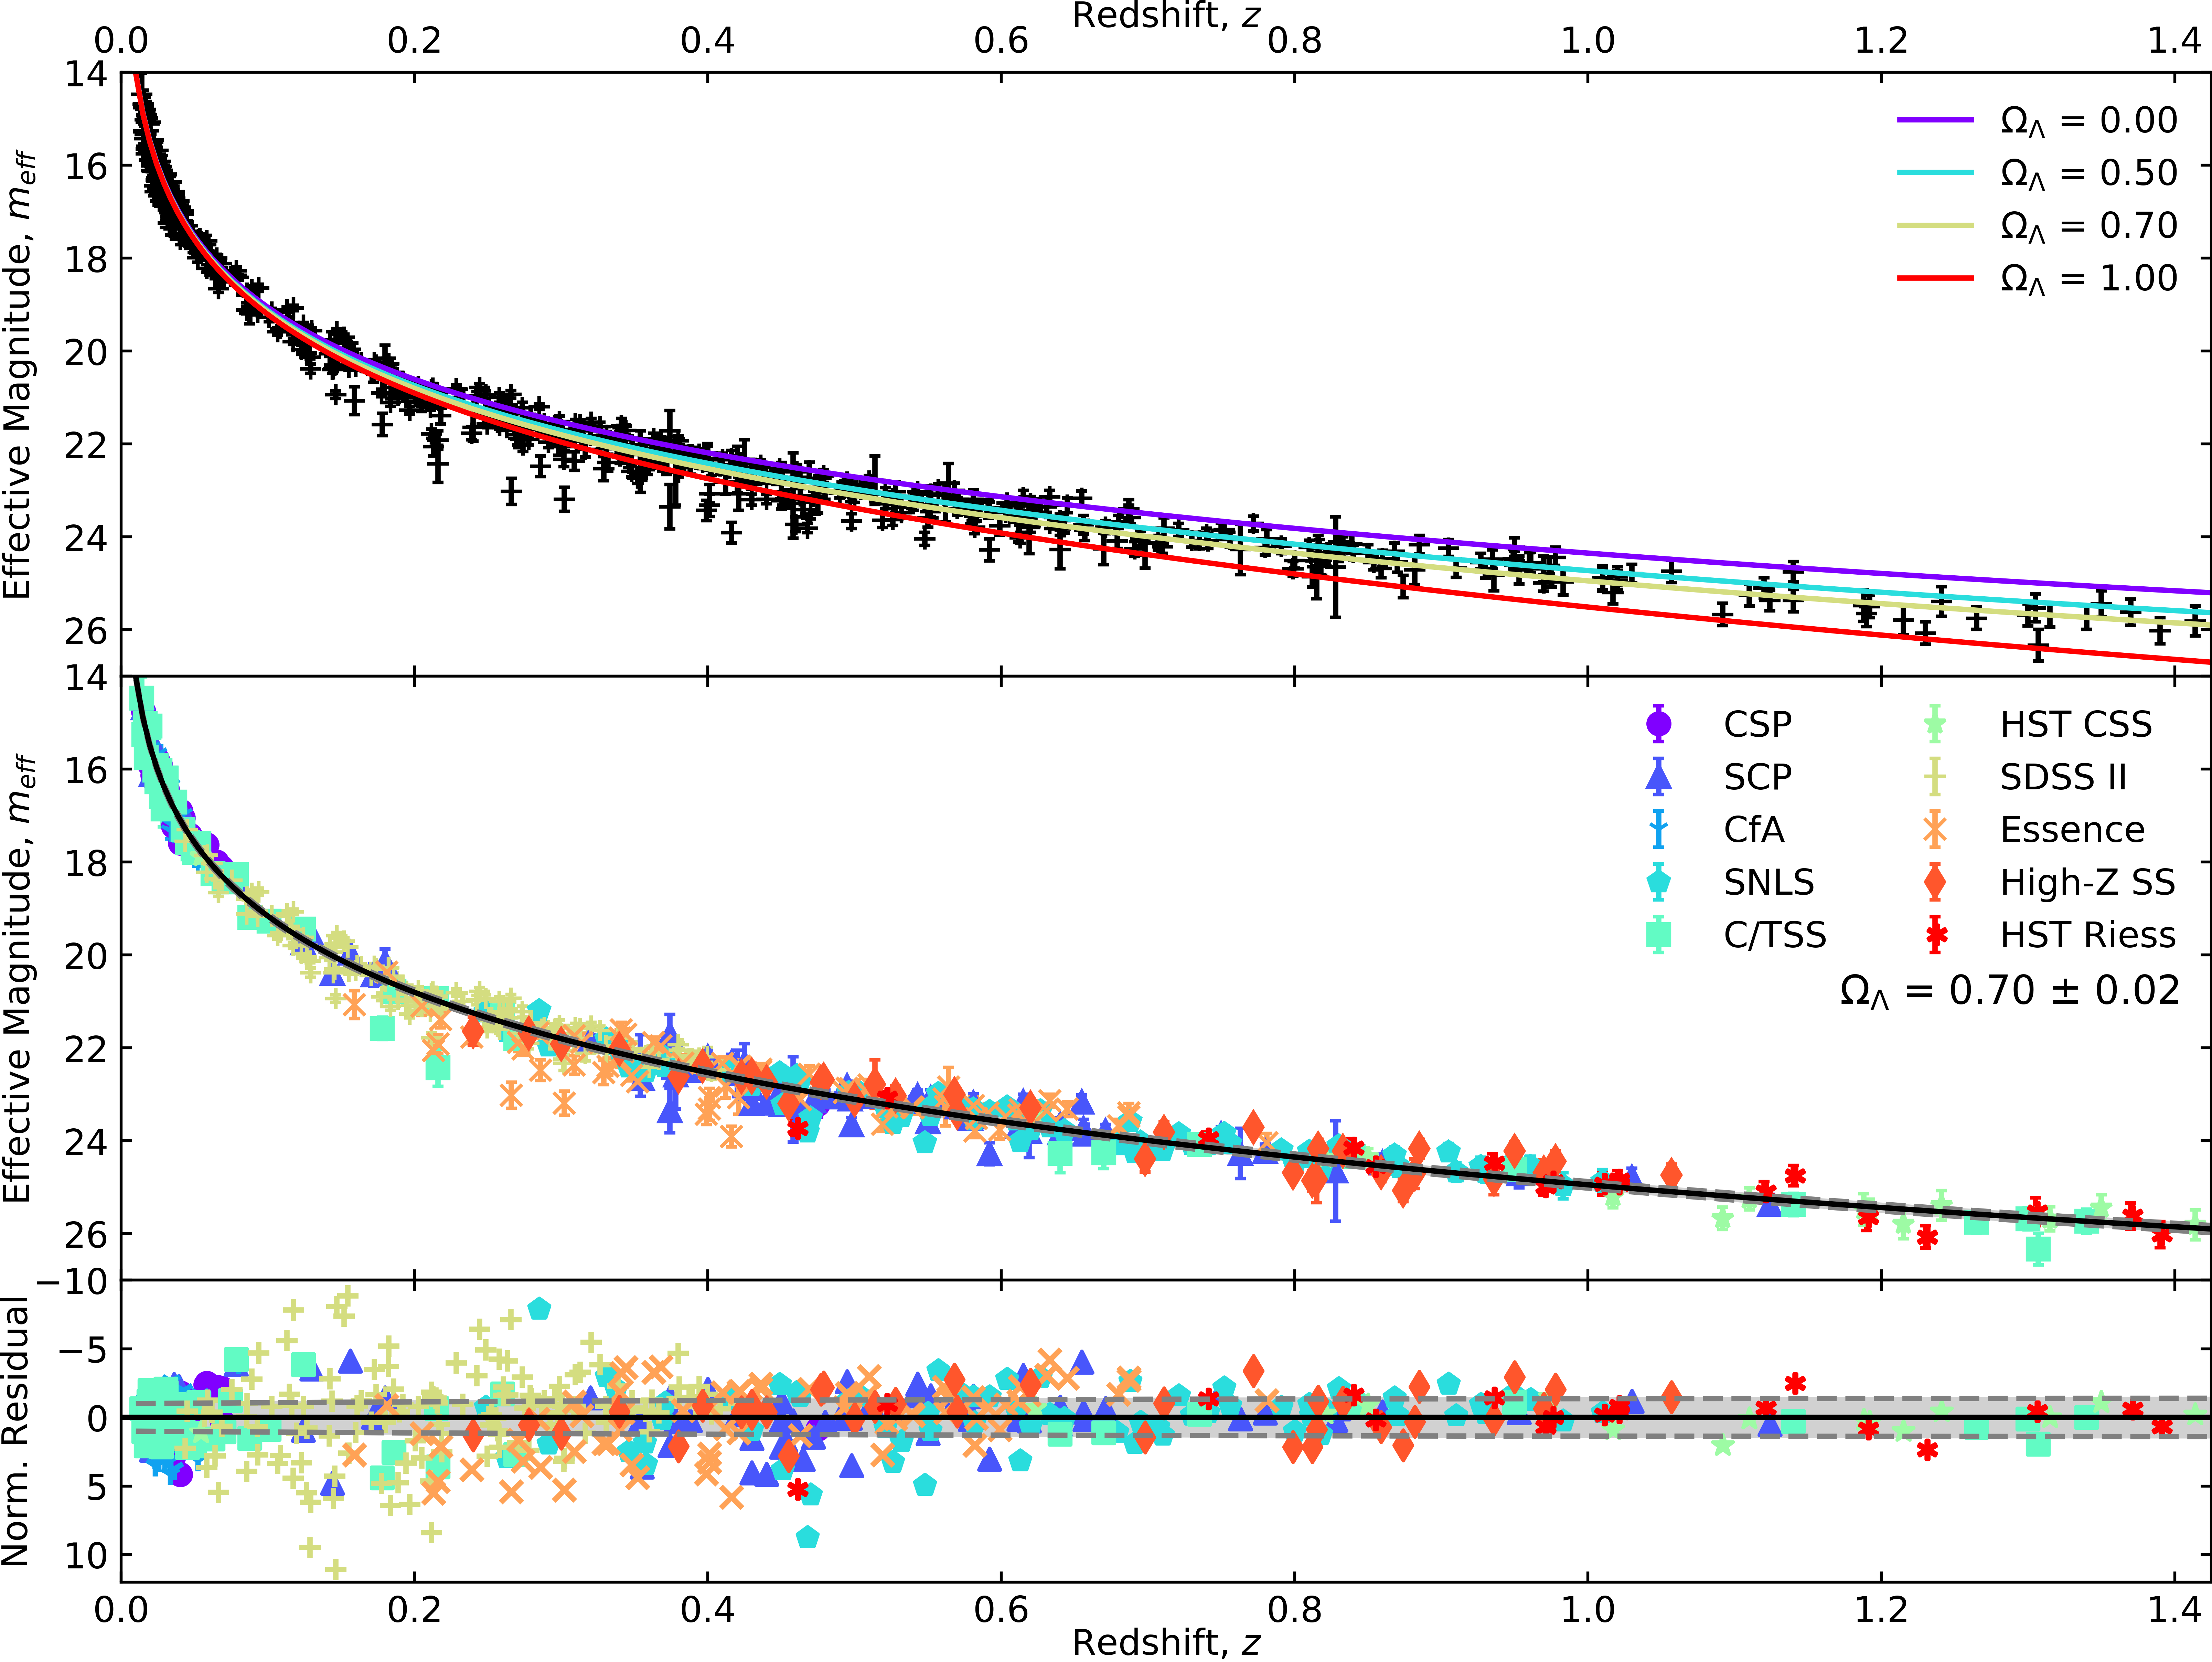 Redshift, z
0.0 0.2 0.4 0.6 0.8 1.0 1.2 1.4
Effective Magnitude, m_eff
14
16
18
20
22
24
26
Ω_Λ = 0.00
Ω_Λ = 0.50
Ω_Λ = 0.70
Ω_Λ = 1.00
Effective Magnitude, m_eff
14
16
18
20
22
24
26
CSP
SCP
CfA
SNLS
C/TSS
HST CSS
SDSS II
Essence
High-Z SS
HST Riess
Ω_Λ = 0.70 ± 0.02
Norm. Residual
−10
−5
0
5
10
0.0 0.2 0.4 0.6 0.8 1.0 1.2 1.4
Redshift, z